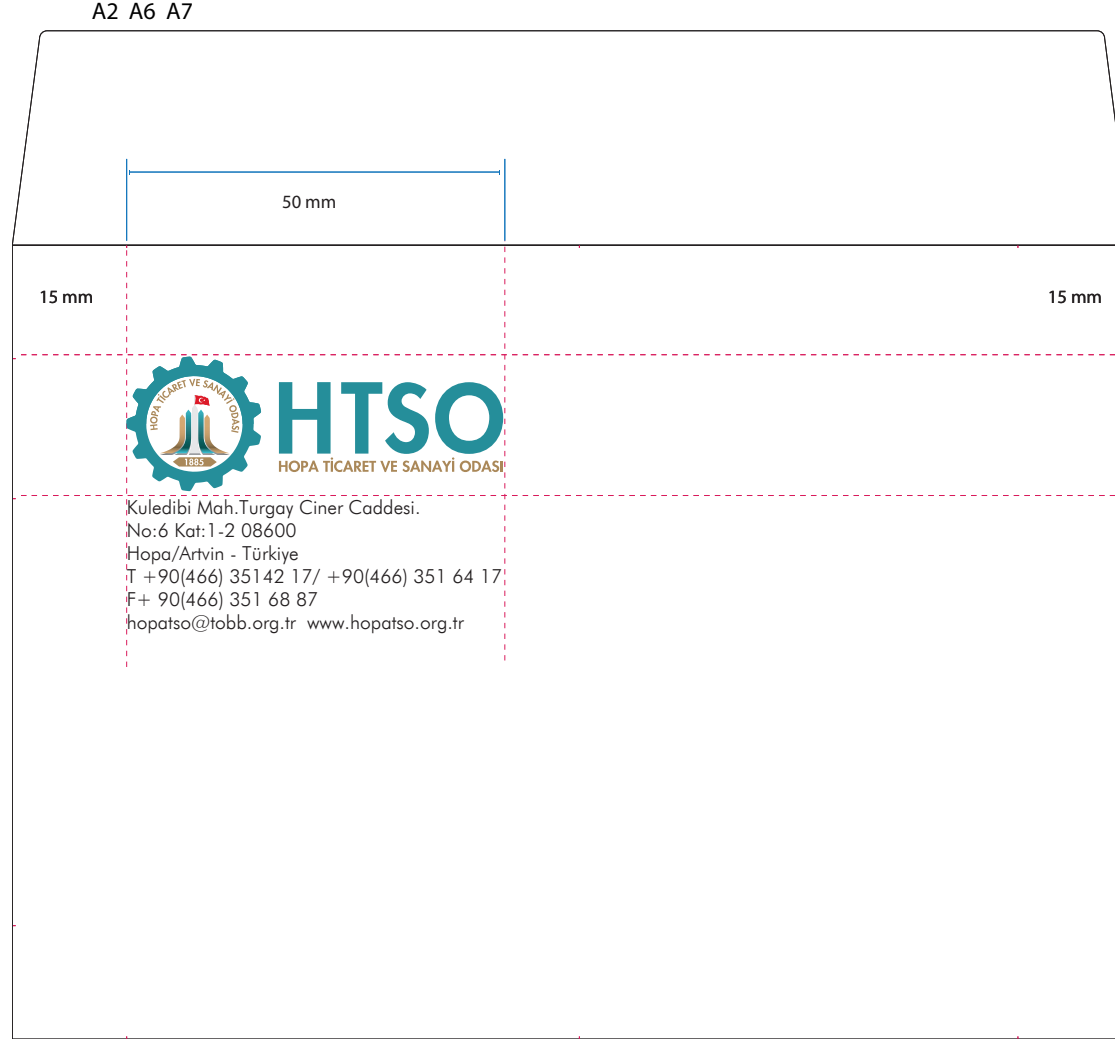 A2 A6 A7
50 mm
15 mm
15 mm
HOPA TİCARET VE SANAYİ ODASI
1885
HTSO
HOPA TİCARET VE SANAYİ ODASI
Kuledibi Mah.Turgay Ciner Caddesi.
No:6 Kat:1-2 08600
Hopa/Artvin - Türkiye
T +90(466) 35142 17/ +90(466) 351 64 17
F+ 90(466) 351 68 87
hopatso@tobb.org.tr www.hopatso.org.tr